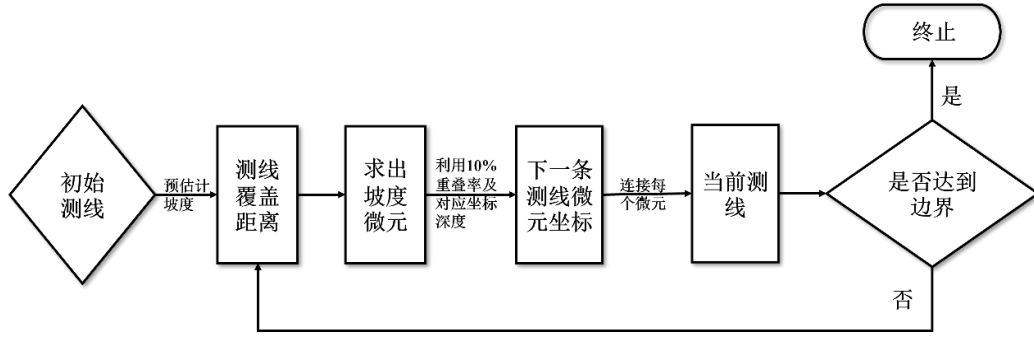 终止
是
初始
测线
预估计
坡度
测线
覆盖
距离
求出
坡度
微元
利用10%
重叠率及
对应坐标
深度
下一条
测线微
元坐标
连接每
个微元
当前测
线
是否达到
边界
否